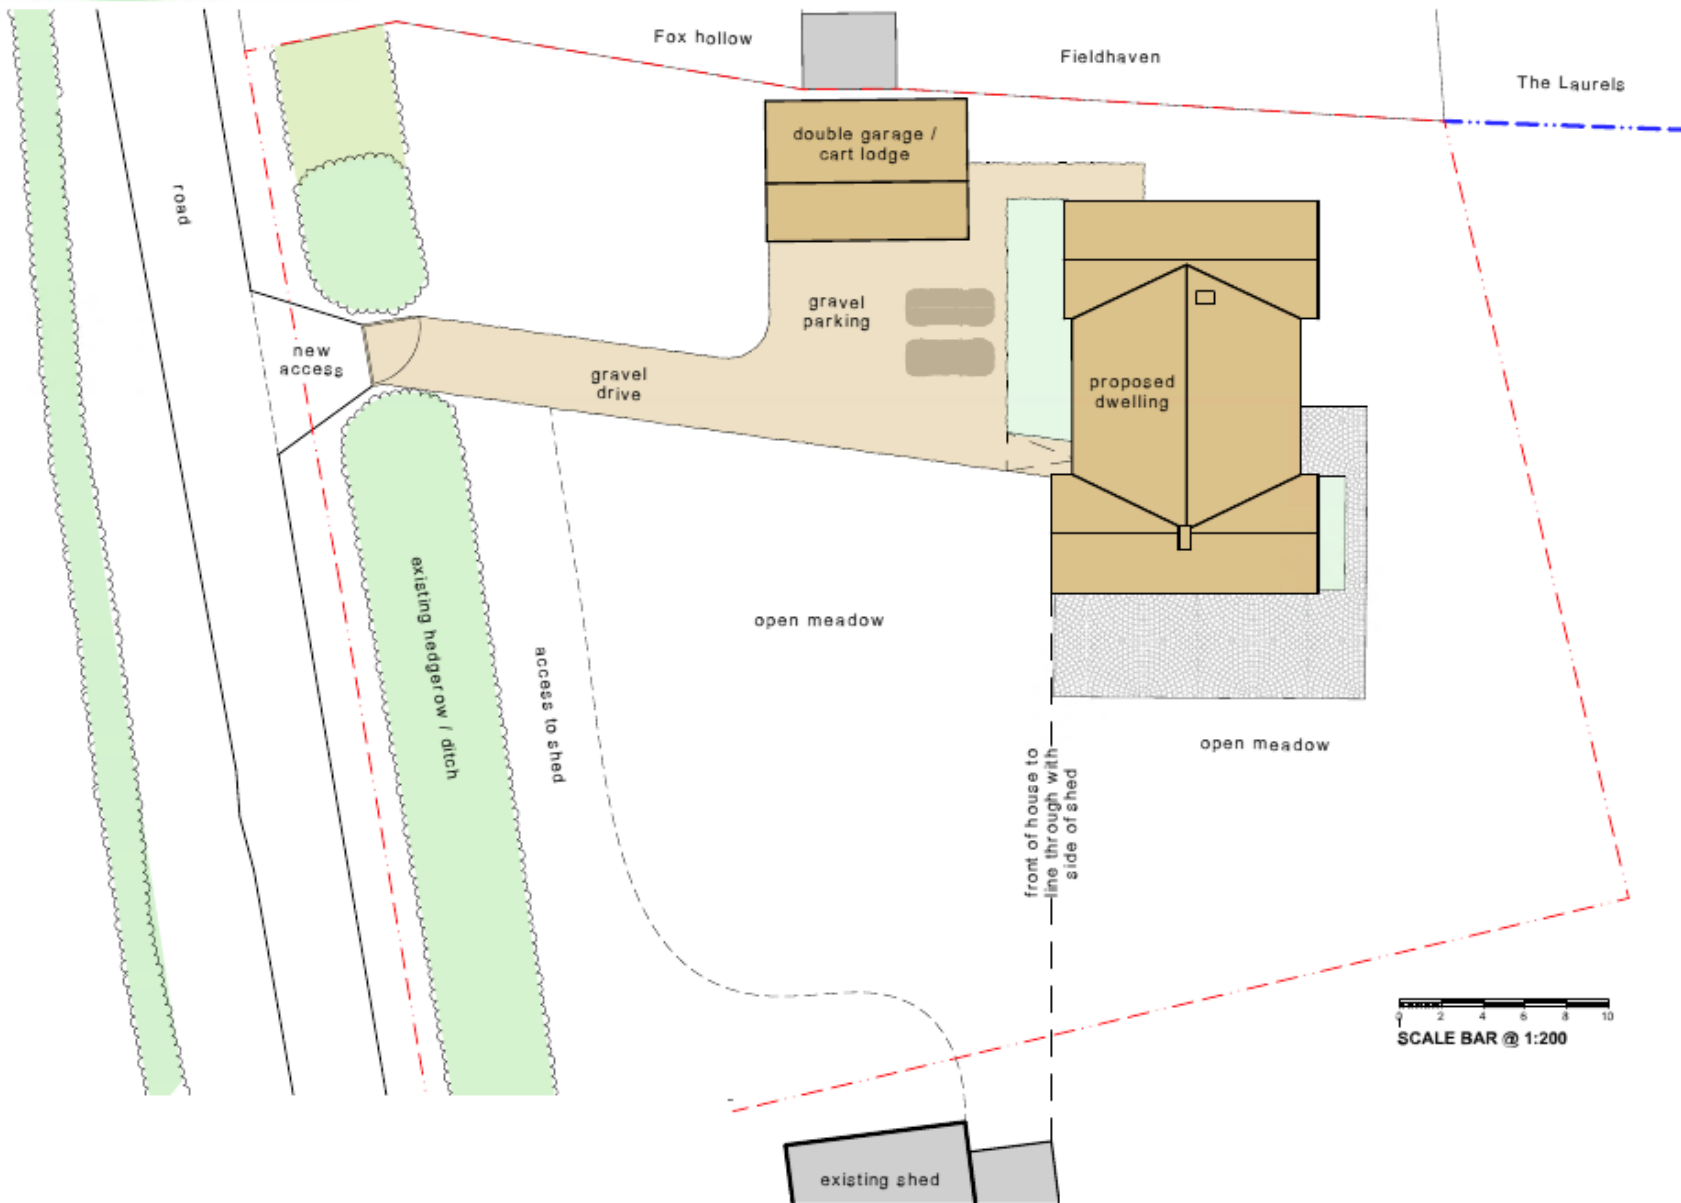 Fox hollow
Fieldhaven
The Laurels
double garage /
cart lodge
road
gravel
parking
new
access
gravel
drive
proposed
dwelling
existing hedgerow / ditch
access to shed
open meadow
open meadow
front of house to
line through with
side of shed
0 2 4 6 8 10
SCALE BAR @ 1:200
existing shed